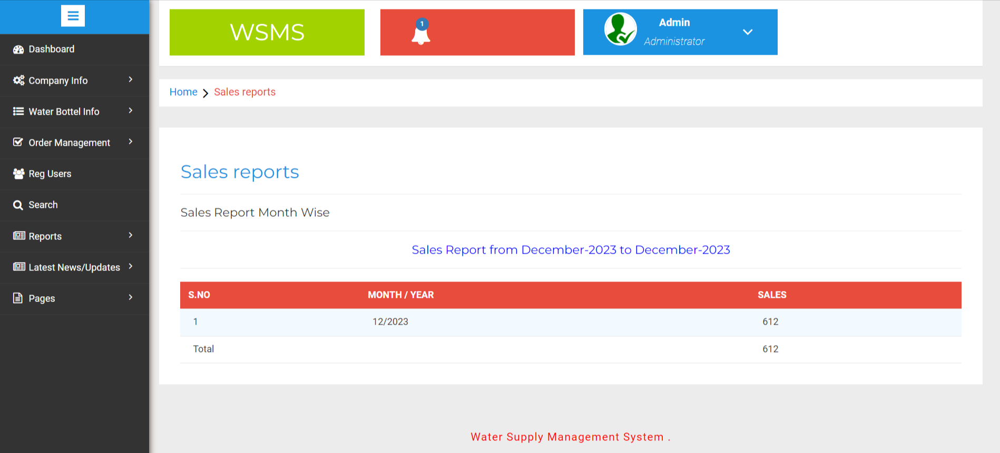 WSMS
1
Admin
Administrator
Dashboard
Company Info
Water Bottel Info
Order Management
Reg Users
Search
Reports
Latest News/Updates
Pages
Home > Sales reports
Sales reports
Sales Report Month Wise
Sales Report from December-2023 to December-2023
S.NO MONTH / YEAR SALES
1 12/2023 612
Total 612
Water Supply Management System .